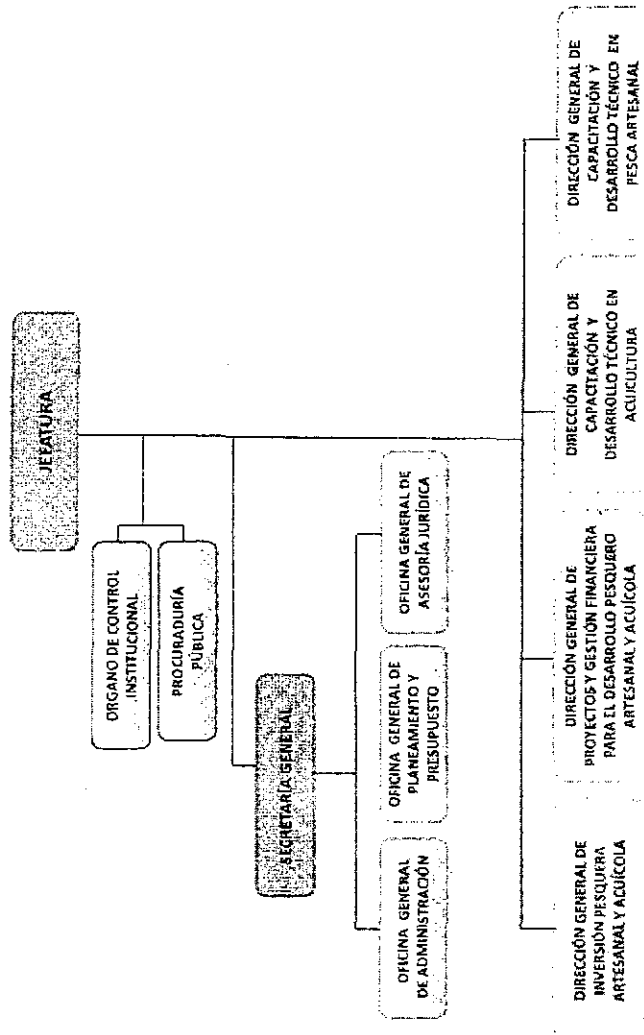 JEFATURA
ORGANO DE CONTROL
INSTITUCIONAL
PROCURADURÍA
PÚBLICA
SECRETARÍA GENERAL
OFICINA GENERAL
DE ADMINISTRACIÓN
OFICINA GENERAL DE
PLANEAMIENTO Y
PRESUPUESTO
OFICINA GENERAL DE
ASESORÍA JURÍDICA
DIRECCIÓN GENERAL DE
INVERSIÓN PESQUERA
ARTESANAL Y ACUÍCOLA
DIRECCIÓN GENERAL DE
PROYECTOS Y GESTIÓN FINANCIERA
PARA EL DESARROLLO PESQUERO
ARTESANAL Y ACUÍCOLA
DIRECCIÓN GENERAL DE
CAPACITACIÓN Y
DESARROLLO TÉCNICO EN
ACUICULTURA
DIRECCIÓN GENERAL DE
CAPACITACIÓN Y
DESARROLLO TÉCNICO EN
PESCA ARTESANAL